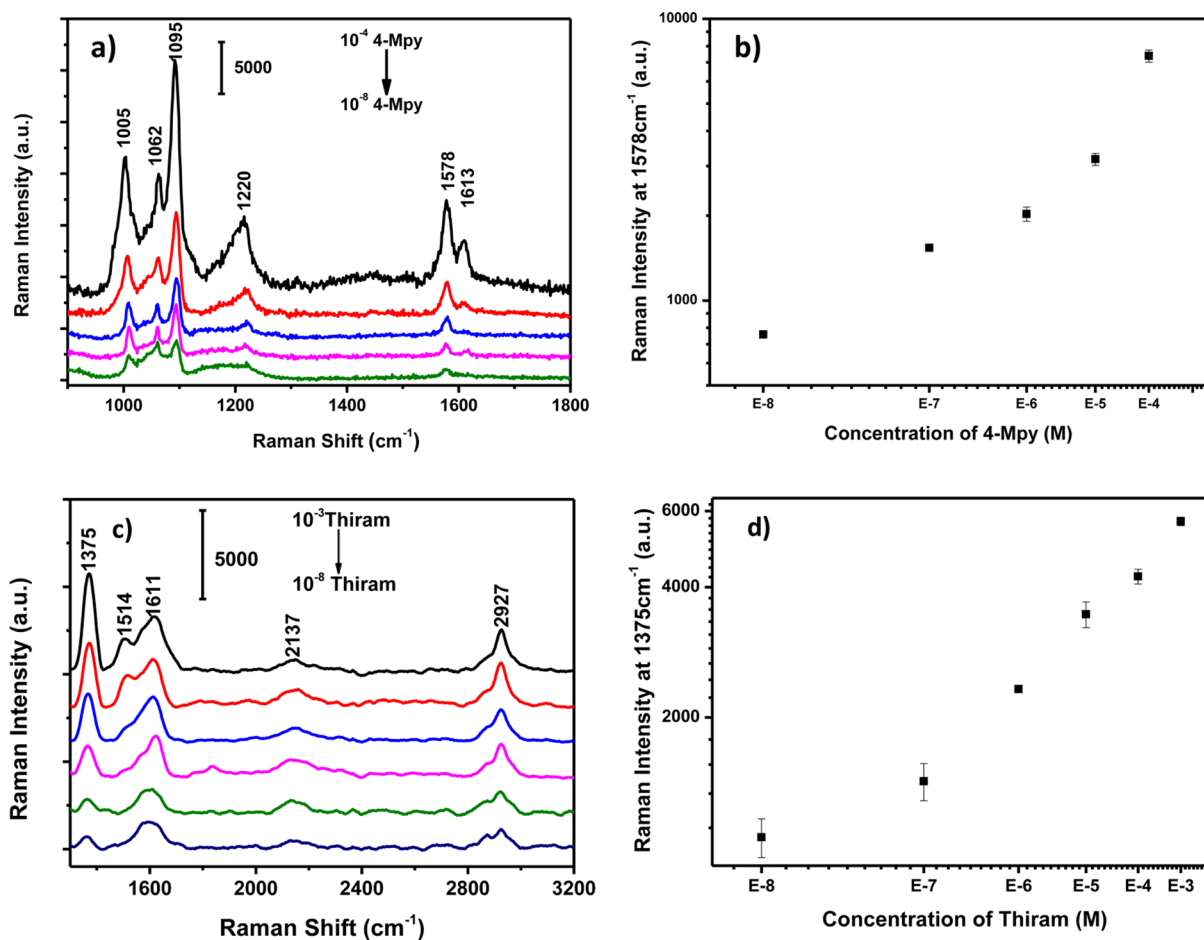 a)
1095
5000
10-4 4-Mpy
10-8 4-Mpy
1005
1062
1220
1578
1613
Raman Intensity (a.u.)
1000 1200 1400 1600 1800
Raman Shift (cm-1)
b)
10000
1000
Raman Intensity at 1578cm-1 (a.u.)
E-8 E-7 E-6 E-5 E-4
Concentration of 4-Mpy (M)
c)
1375
5000
10-3Thiram
10-8 Thiram
1514
1611
2137
2927
Raman Intensity (a.u.)
1600 2000 2400 2800 3200
Raman Shift (cm-1)
d)
6000
4000
2000
Raman Intensity at 1375cm-1 (a.u.)
E-8 E-7 E-6 E-5 E-4 E-3
Concentration of Thiram (M)